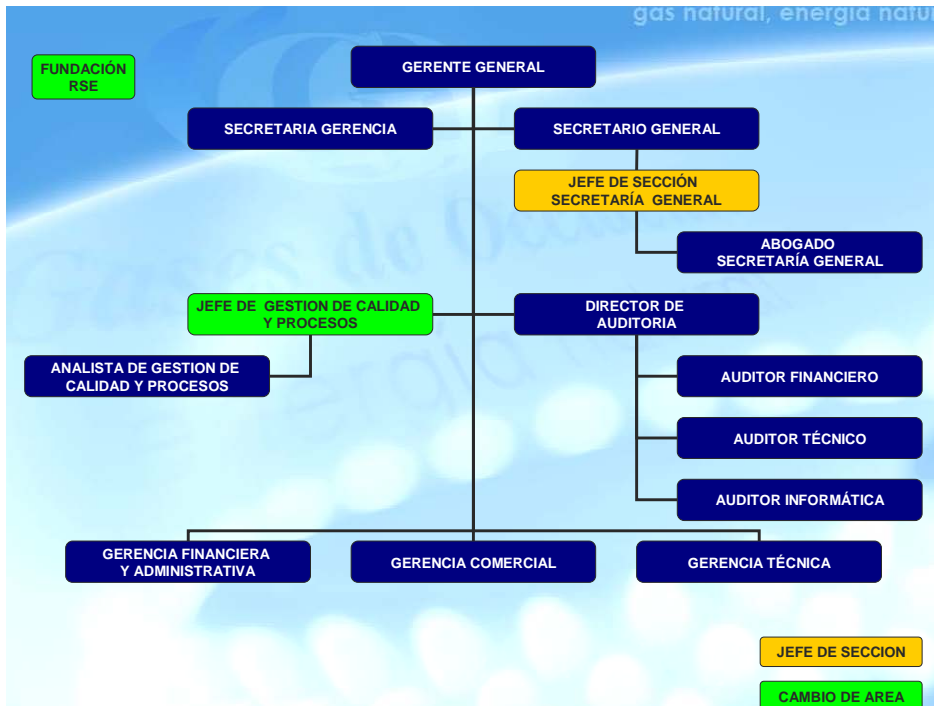 gas natural, energía natu
FUNDACIÓN
RSE
GERENTE GENERAL
SECRETARIA GERENCIA
SECRETARIO GENERAL
JEFE DE SECCIÓN
SECRETARÍA GENERAL
ABOGADO
SECRETARÍA GENERAL
JEFE DE GESTION DE CALIDAD
Y PROCESOS
DIRECTOR DE
AUDITORIA
ANALISTA DE GESTION DE
CALIDAD Y PROCESOS
AUDITOR FINANCIERO
AUDITOR TÉCNICO
AUDITOR INFORMÁTICA
GERENCIA FINANCIERA
Y ADMINISTRATIVA
GERENCIA COMERCIAL
GERENCIA TÉCNICA
JEFE DE SECCION
CAMBIO DE AREA
Gases de